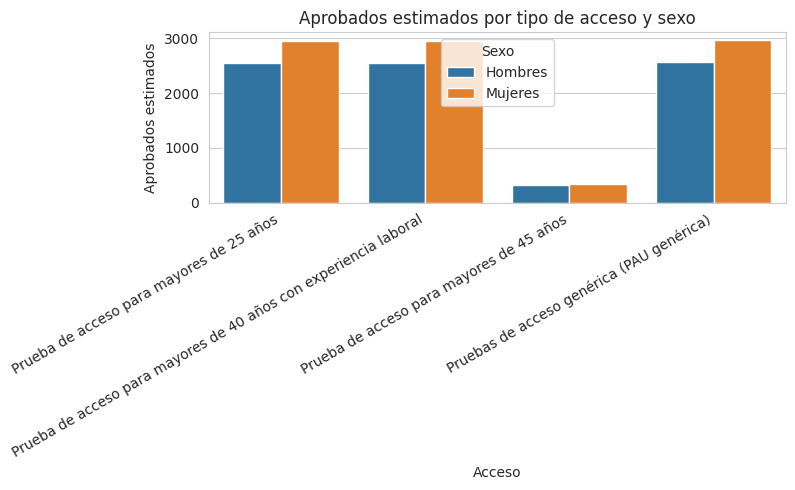 Aprobados estimados por tipo de acceso y sexo
Aprobados estimados
3000
2000
1000
0
Sexo
Hombres
Mujeres
Prueba de acceso para mayores de 25 años
Prueba de acceso para mayores de 40 años con experiencia laboral
Prueba de acceso para mayores de 45 años
Pruebas de acceso genérica (PAU genérica)
Acceso